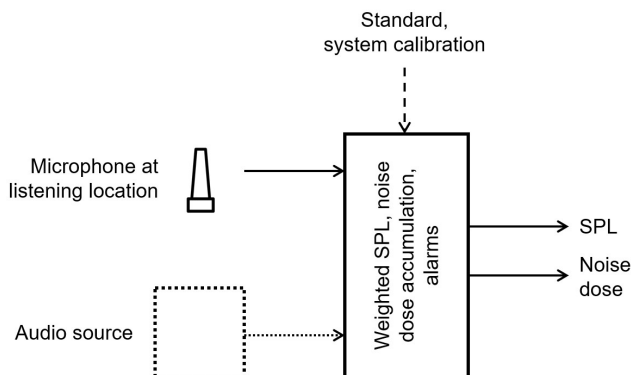 Standard,
system calibration
Microphone at
listening location
Weighted SPL, noise
dose accumulation,
alarms
SPL
Noise
dose
Audio source